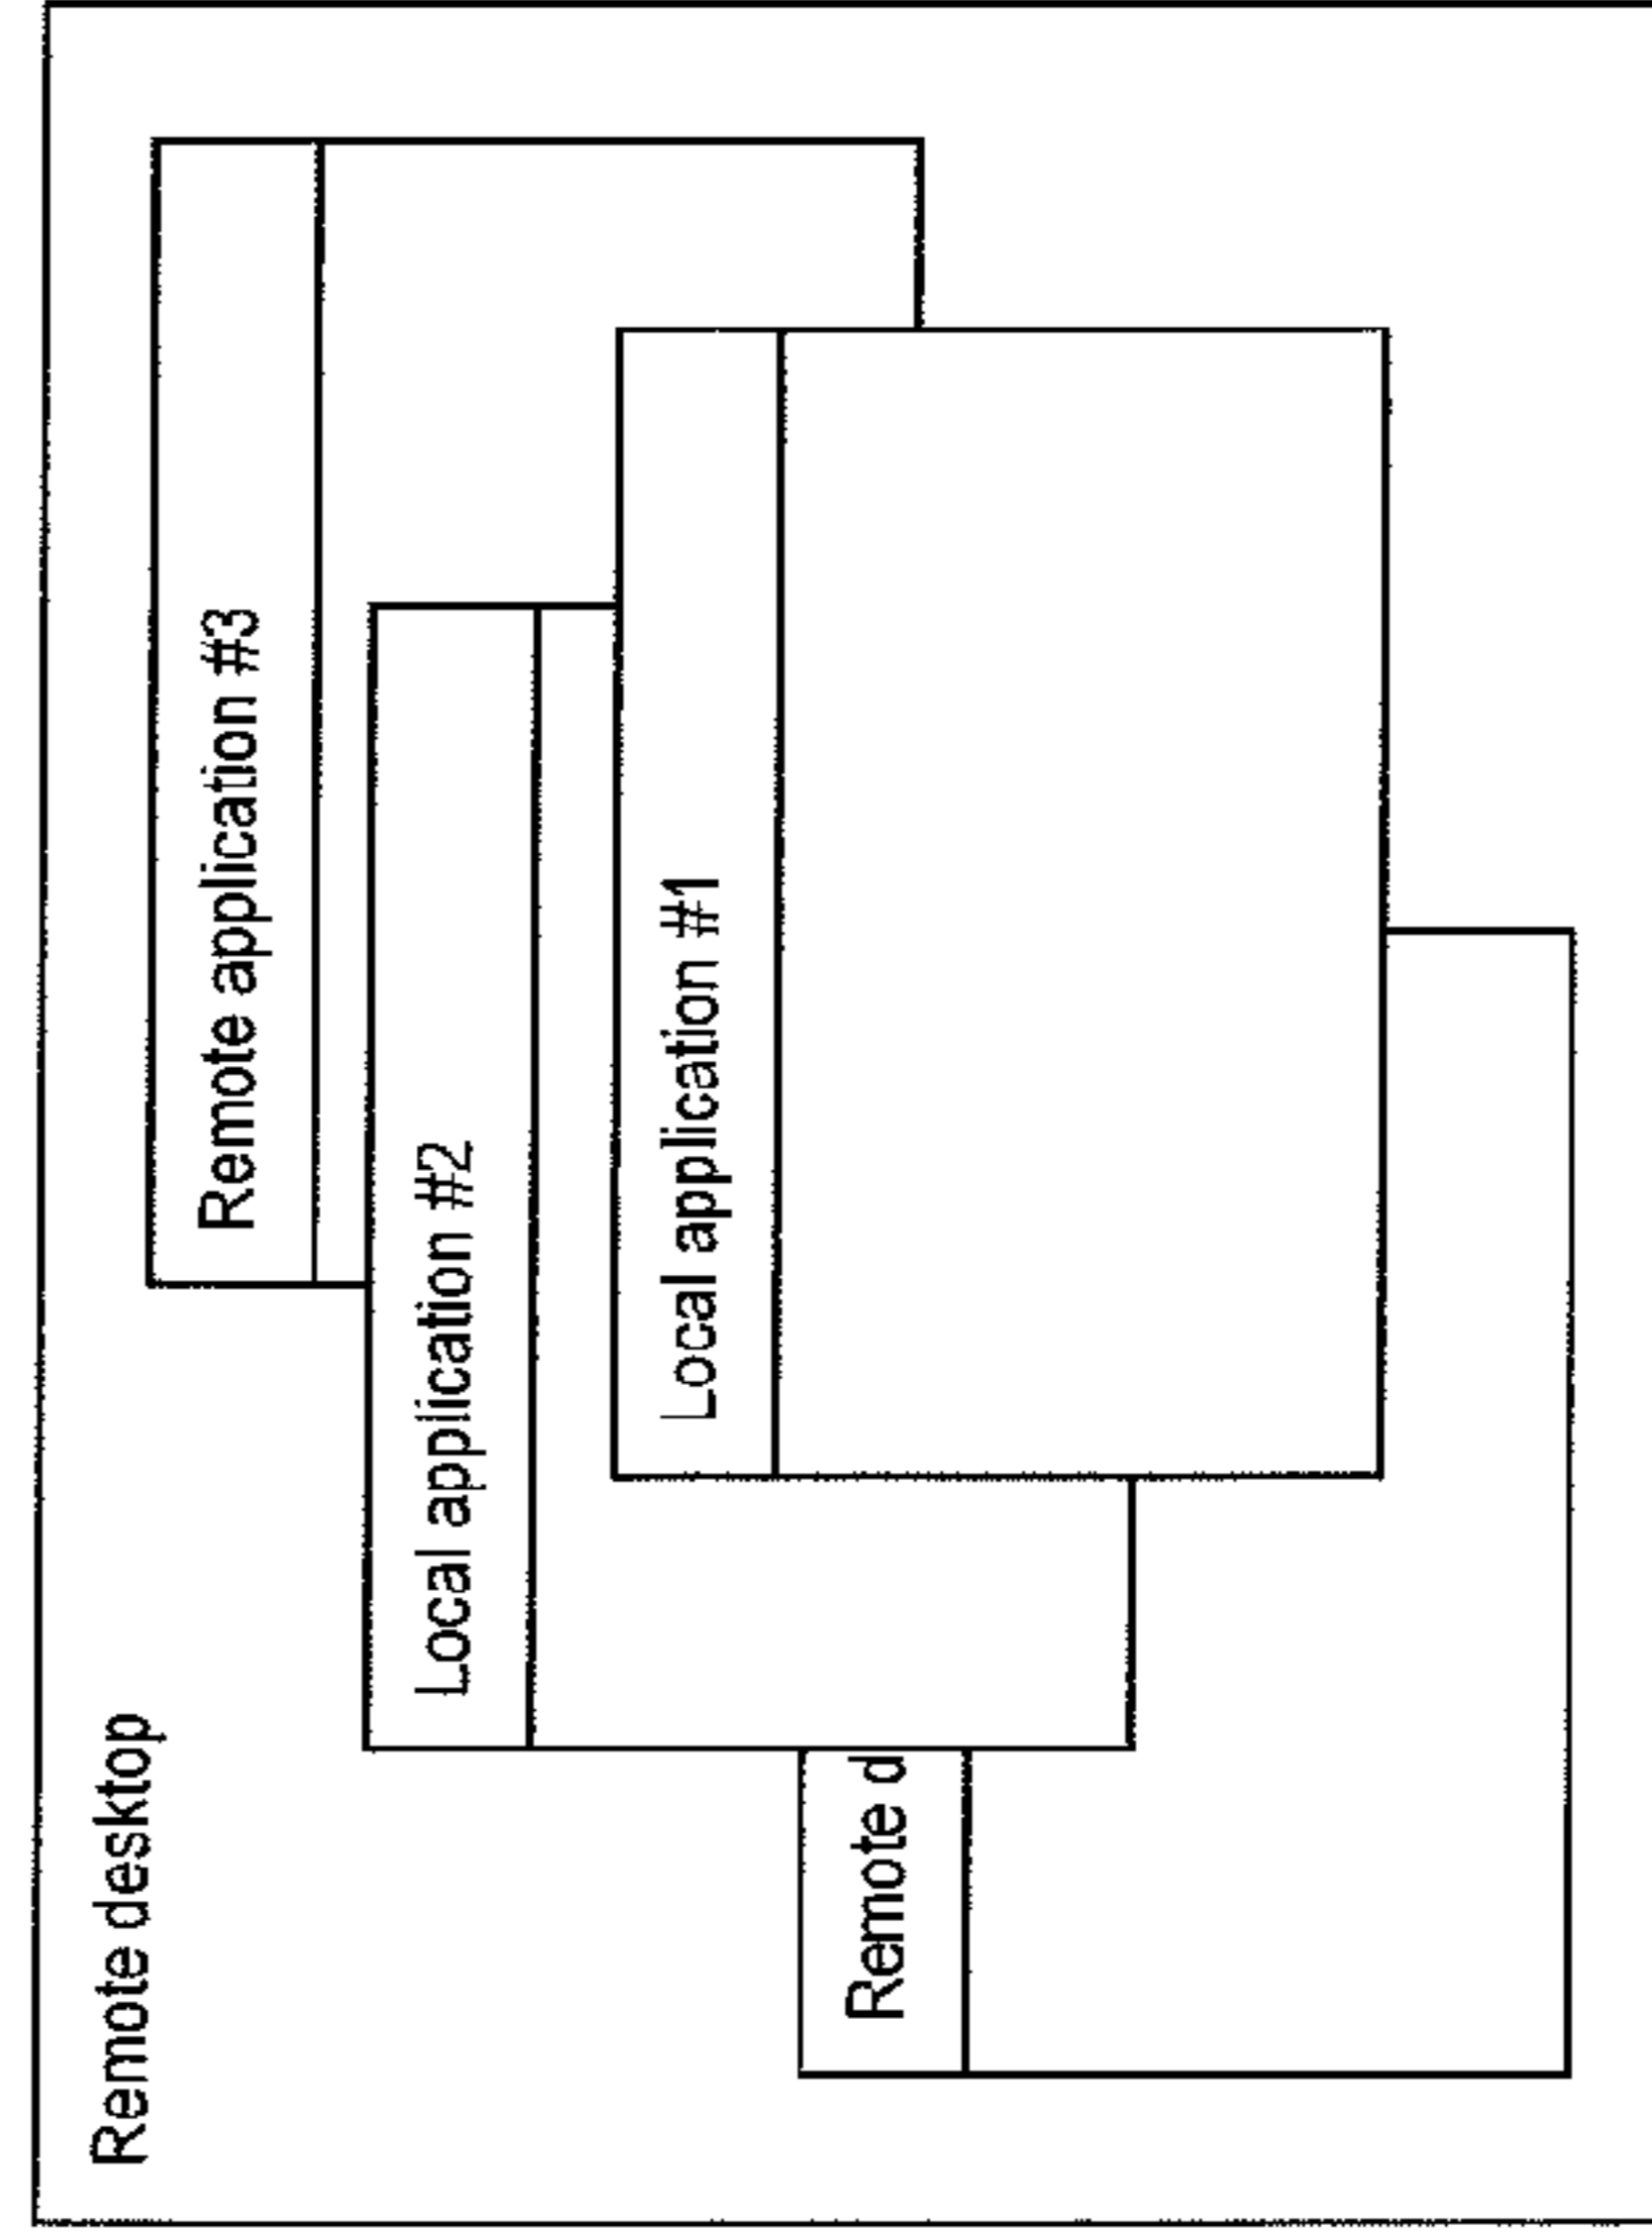 Remote desktop
Remote application #3
Local application #2
Local application #1
Remote d